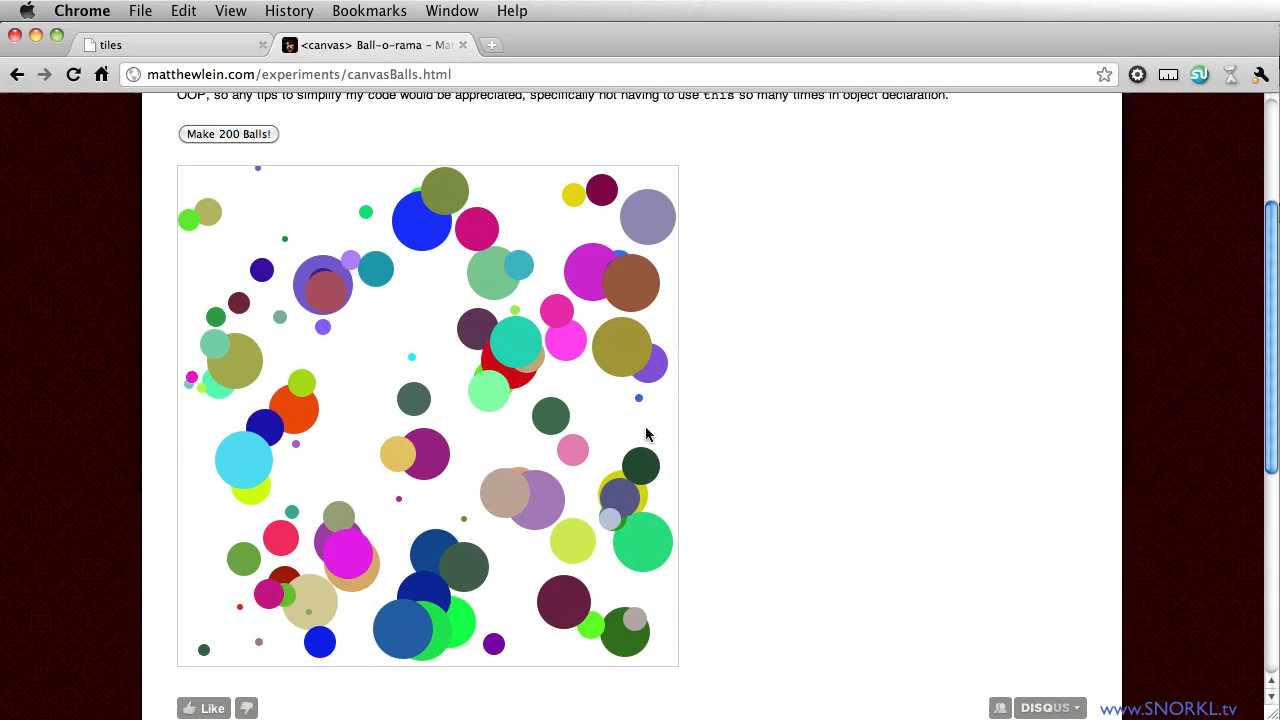 Chrome File Edit View History Bookmarks Window Help
tiles
<canvas> Ball-o-rama – Mat
matthewlein.com/experiments/canvasBalls.html
OOP, so any tips to simplify my code would be appreciated, specifically not having to use this so many times in object declaration.
Make 200 Balls!
Like
DISQUS
www.SNORKL.tv